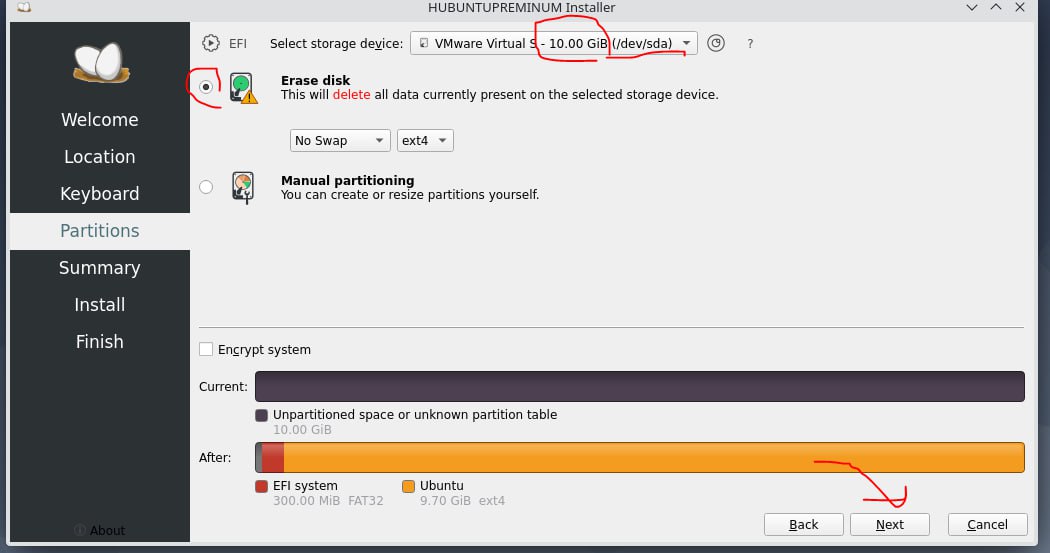 HUBUNTUPREMINUM Installer
EFI Select storage device: VMware Virtual S - 10.00 GiB (/dev/sda) ?
Erase disk
This will delete all data currently present on the selected storage device.
No Swap ext4
Manual partitioning
You can create or resize partitions yourself.
Welcome
Location
Keyboard
Partitions
Summary
Install
Finish
Encrypt system
Current:
Unpartitioned space or unknown partition table
10.00 GiB
After:
EFI system Ubuntu
300.00 MiB FAT32 9.70 GiB ext4
About
Back Next Cancel